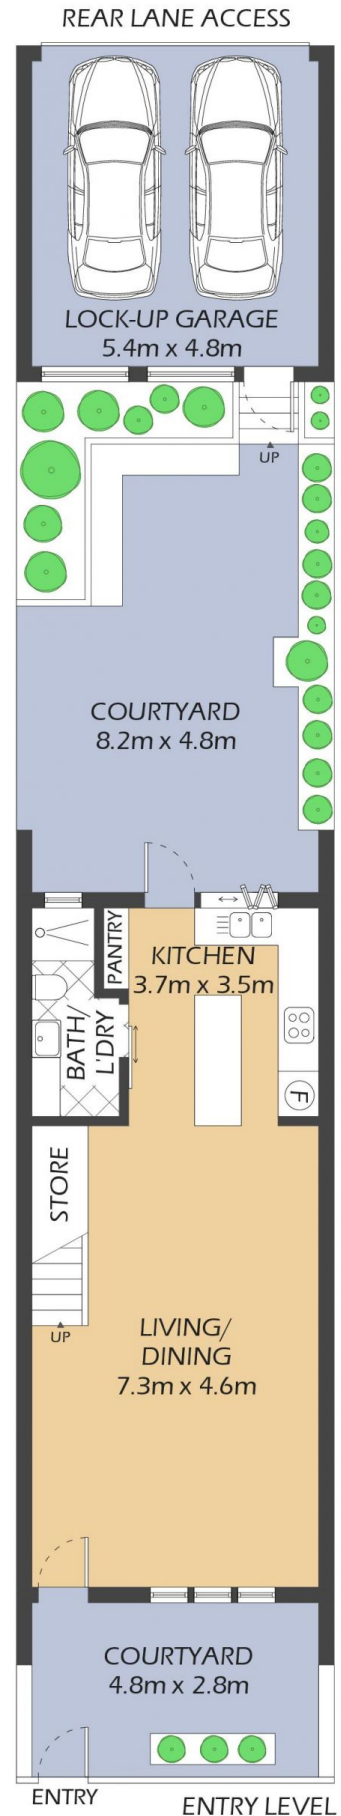 REAR LANE ACCESS
LOCK-UP GARAGE
5.4m x 4.8m
UP
COURTYARD
8.2m x 4.8m
PANTRY
KITCHEN
3.7m x 3.5m
BATH/
L'DRY
F
STORE
UP
LIVING/
DINING
7.3m x 4.6m
COURTYARD
4.8m x 2.8m
ENTRY
ENTRY LEVEL